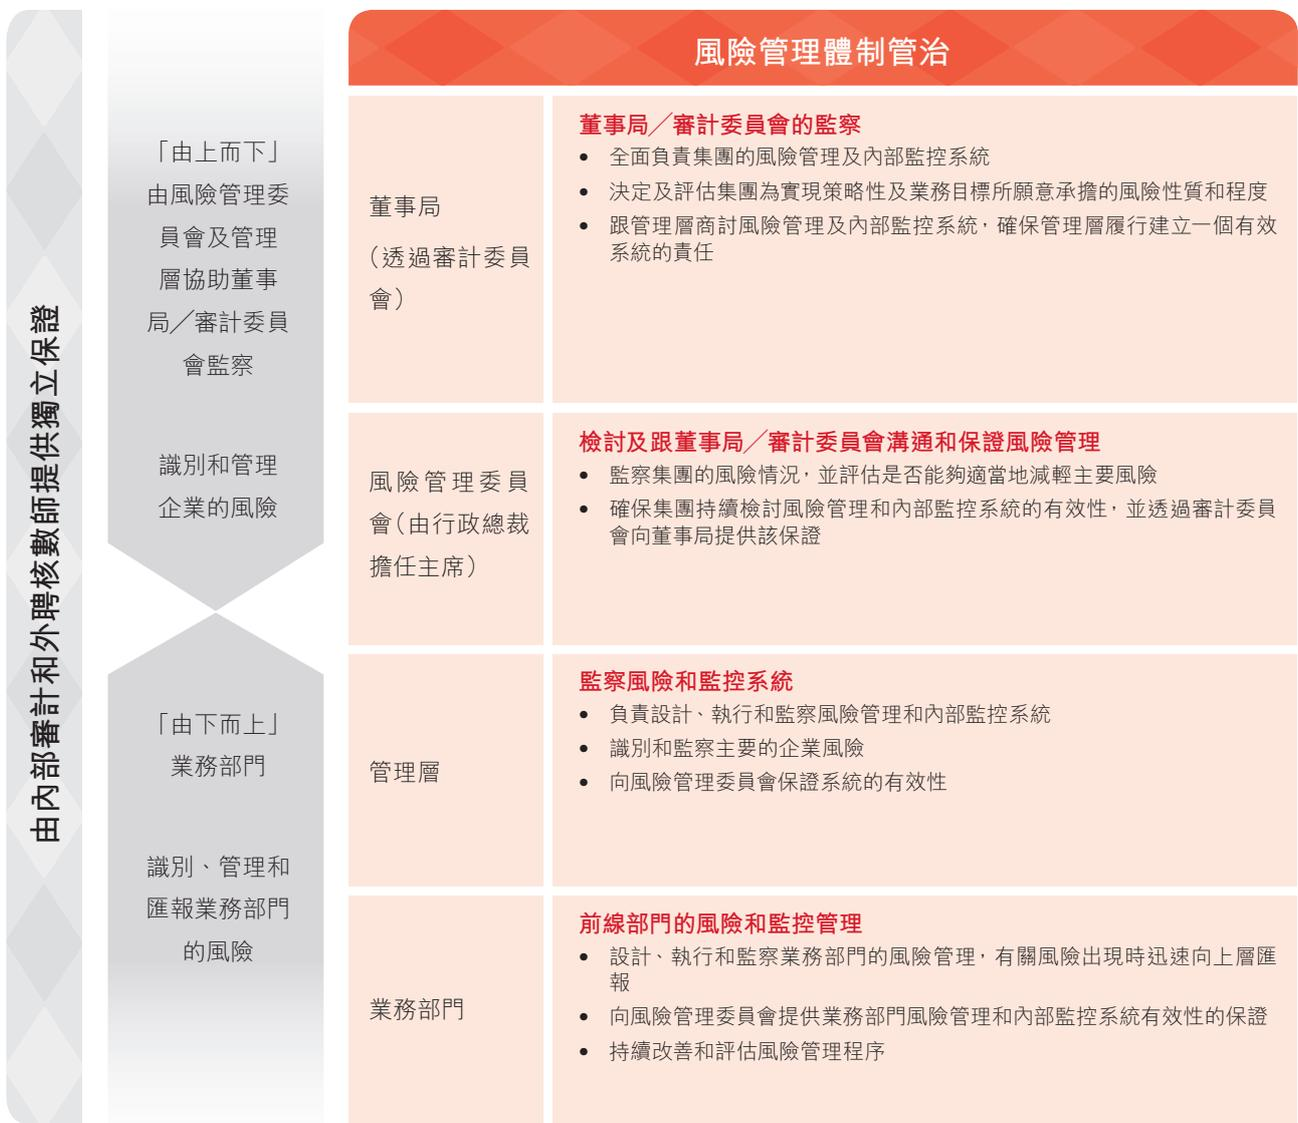 由內部審計和外聘核數師提供獨立保證
「由上而下」
由風險管理委
員會及管理
層協助董事
局／審計委員
會監察
識別和管理
企業的風險
「由下而上」
業務部門
識別、管理和
匯報業務部門
的風險
風險管理體制管治
董事局
（透過審計委員
會）
董事局／審計委員會的監察
• 全面負責集團的風險管理及內部監控系統
• 決定及評估集團為實現策略性及業務目標所願意承擔的風險性質和程度
• 跟管理層商討風險管理及內部監控系統，確保管理層履行建立一個有效
系統的責任
風險管理委員
會（由行政總裁
擔任主席）
檢討及跟董事局／審計委員會溝通和保證風險管理
• 監察集團的風險情況，並評估是否能夠適當地減輕主要風險
• 確保集團持續檢討風險管理和內部監控系統的有效性，並透過審計委員
會向董事局提供該保證
管理層
監察風險和監控系統
• 負責設計、執行和監察風險管理和內部監控系統
• 識別和監察主要的企業風險
• 向風險管理委員會保證系統的有效性
業務部門
前線部門的風險和監控管理
• 設計、執行和監察業務部門的風險管理，有關風險出現時迅速向上層匯
報
• 向風險管理委員會提供業務部門風險管理和內部監控系統有效性的保證
• 持續改善和評估風險管理程序